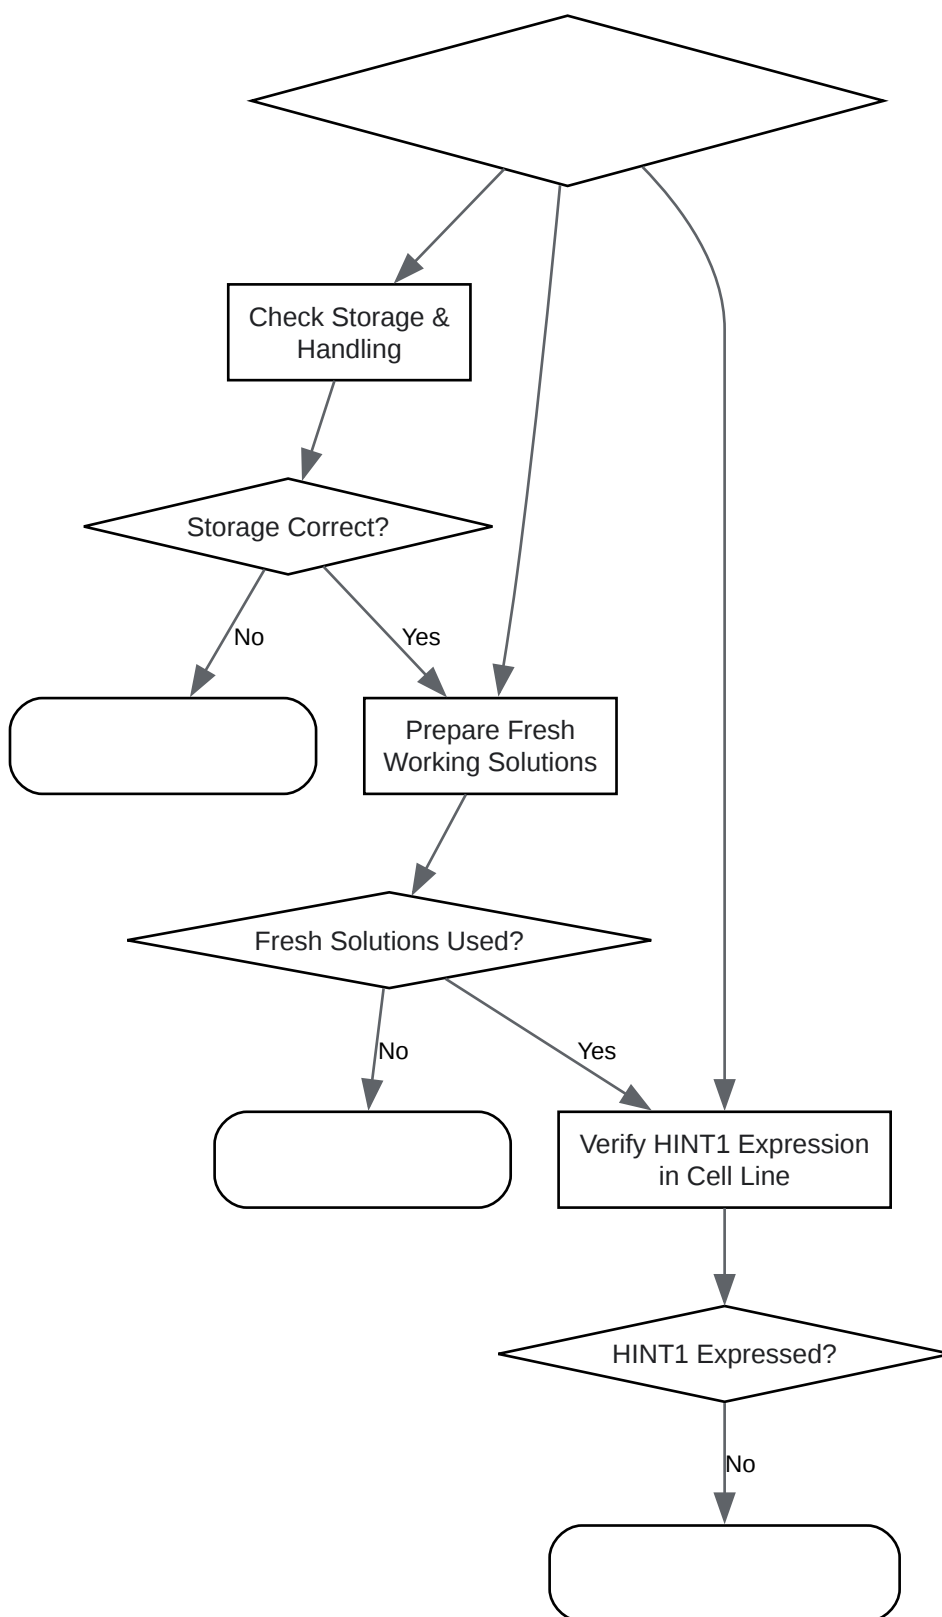 Check Storage &
Handling
Storage Correct?
No
Yes
Prepare Fresh
Working Solutions
Fresh Solutions Used?
No
Yes
Verify HINT1 Expression
in Cell Line
HINT1 Expressed?
No